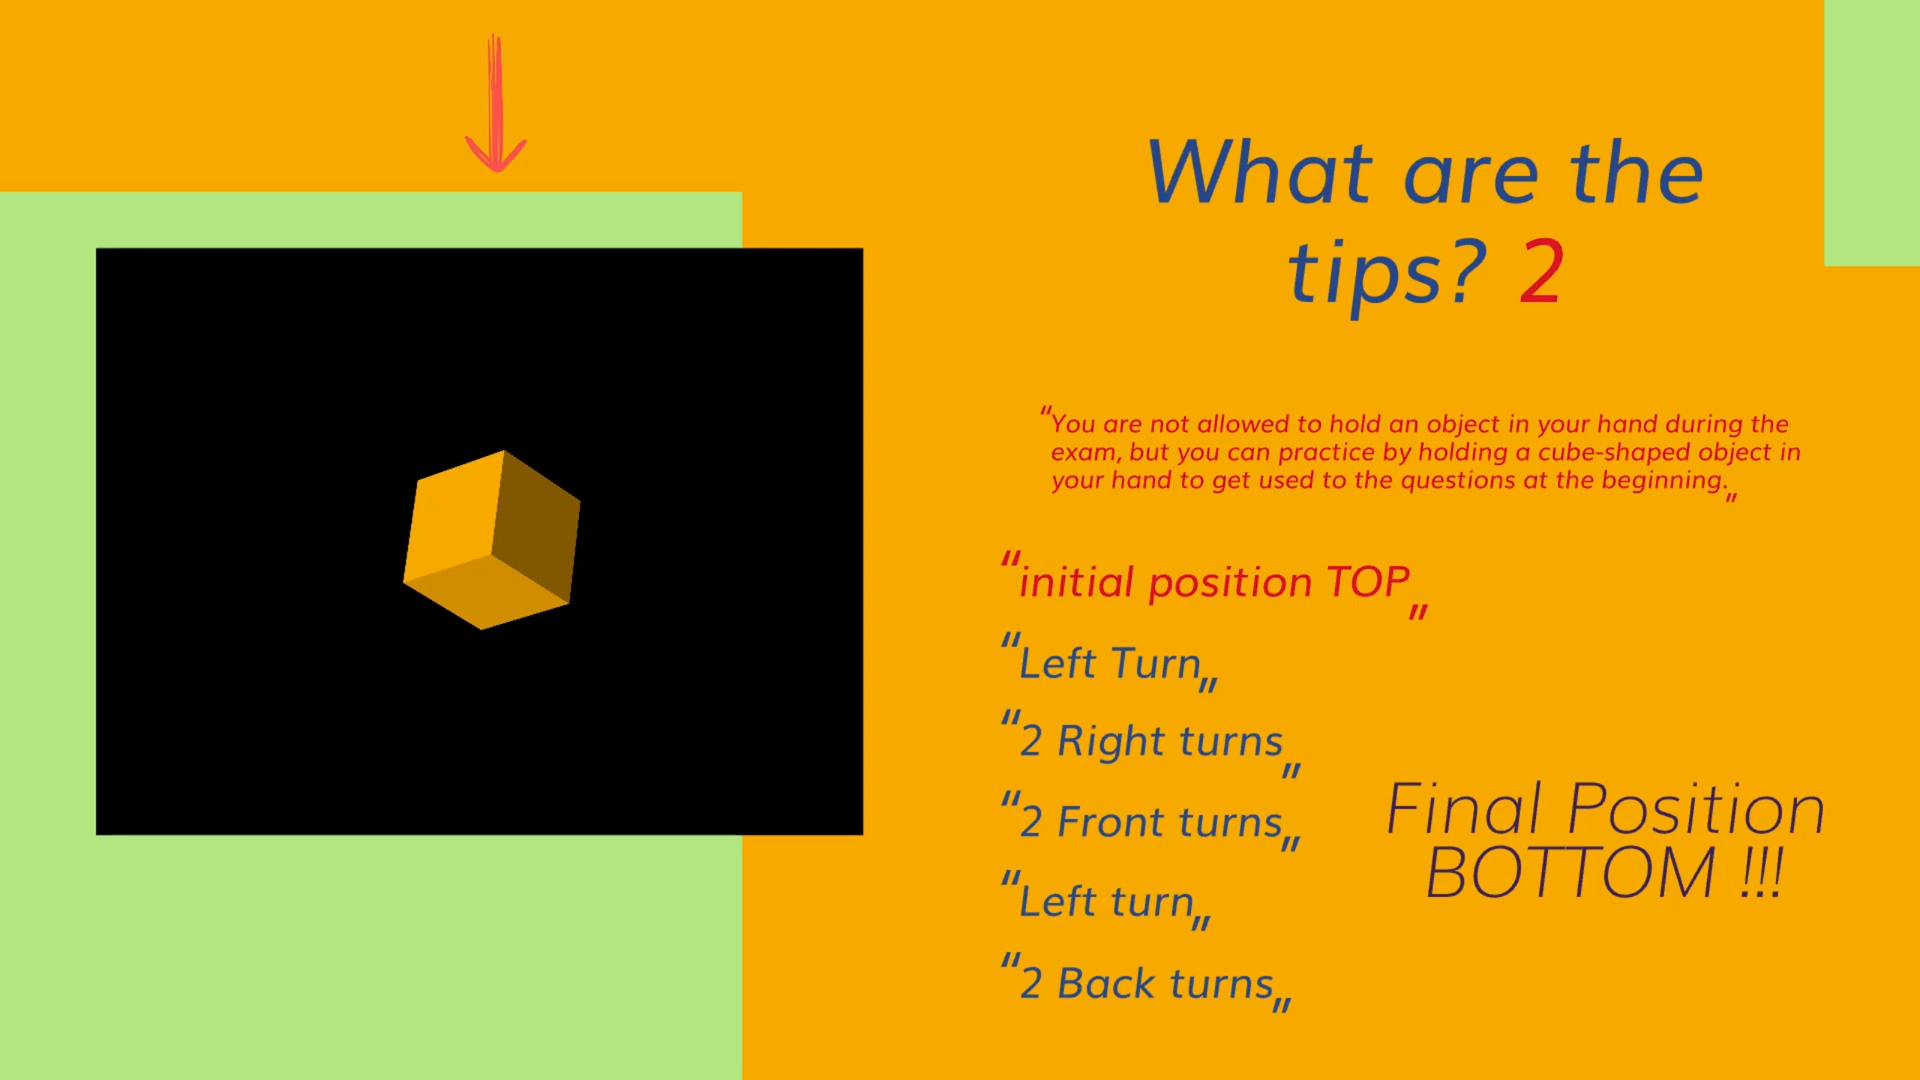 What are the
tips? 2
“You are not allowed to hold an object in your hand during the
exam, but you can practice by holding a cube-shaped object in
your hand to get used to the questions at the beginning.„
“initial position TOP„
“Left Turn„
“2 Right turns„
“2 Front turns„
“Left turn„
“2 Back turns„
Final Position
BOTTOM !!!